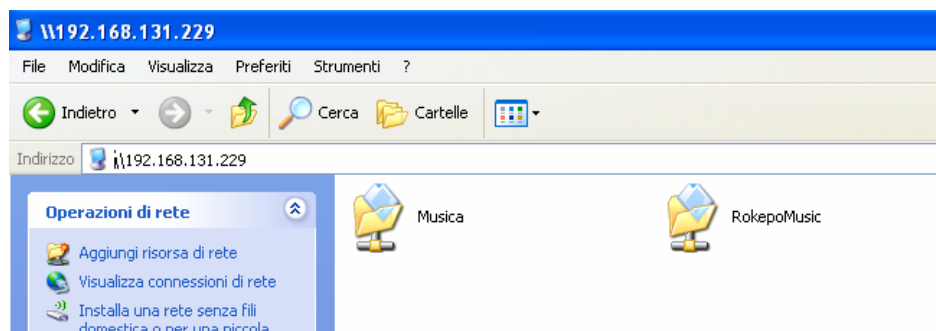 \\192.168.131.229
File Modifica Visualizza Preferiti Strumenti ?
Indietro Cerca Cartelle
Indirizzo \\192.168.131.229
Operazioni di rete
Musica RokepoMusic
Aggiungi risorsa di rete
Visualizza connessioni di rete
Installa una rete senza fili
domestica o per una piccola